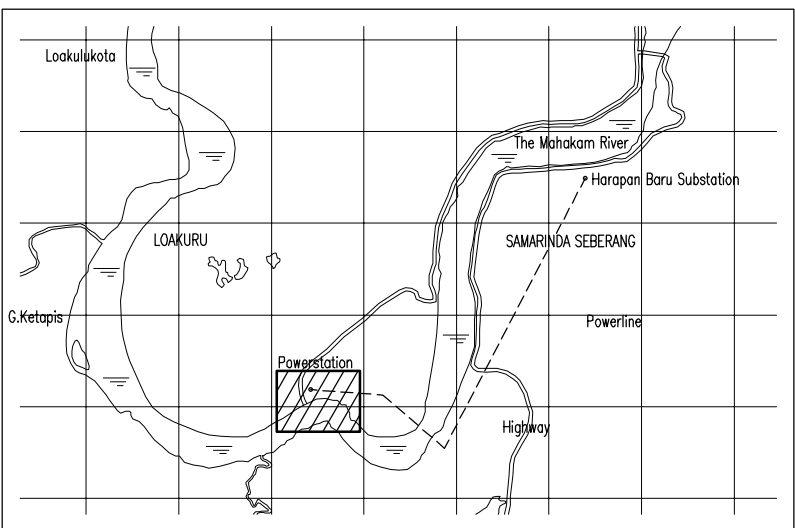 Loakulukota
The Mahakam River
Harapan Baru Substation
LOAKURU
SAMARINDA SEBERANG
G.Ketapis
Powerline
Powerstation
Highway